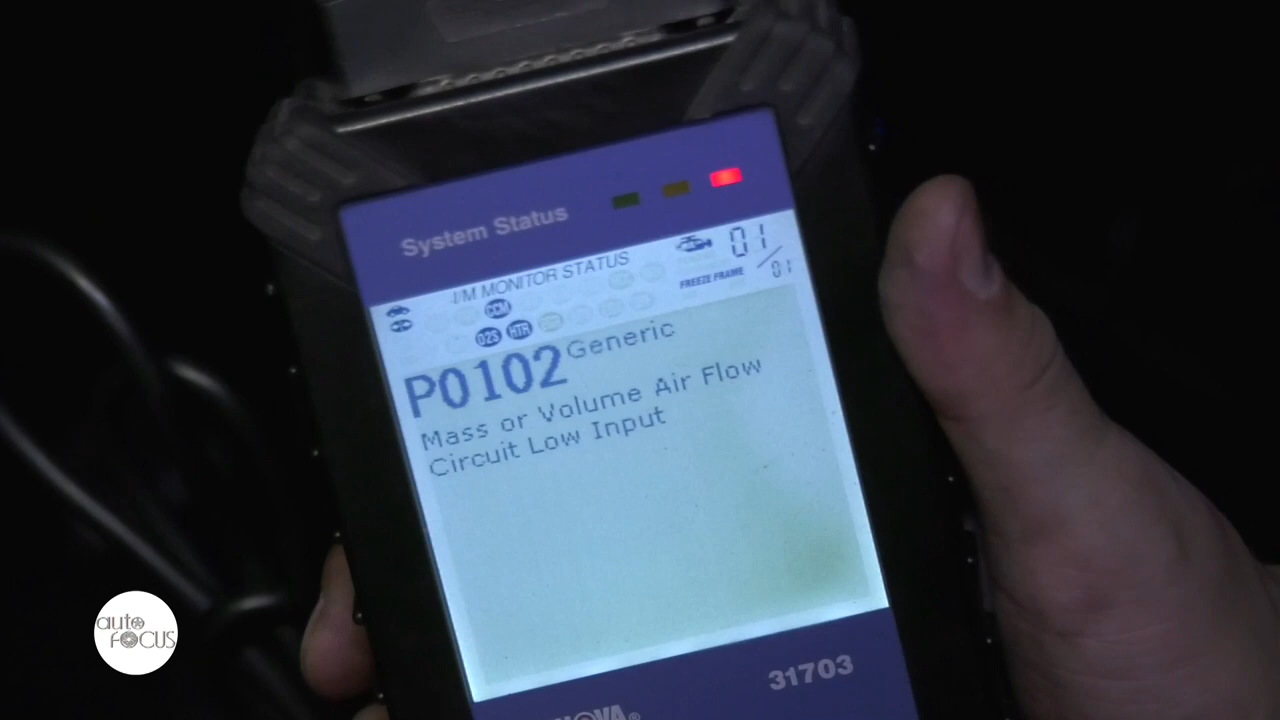 System Status
I/M MONITOR STATUS
01
/01
FREEZE FRAME
CCM
O2S HTR
P0102 Generic
Mass or Volume Air Flow
Circuit Low Input
31703
auto
FOCUS